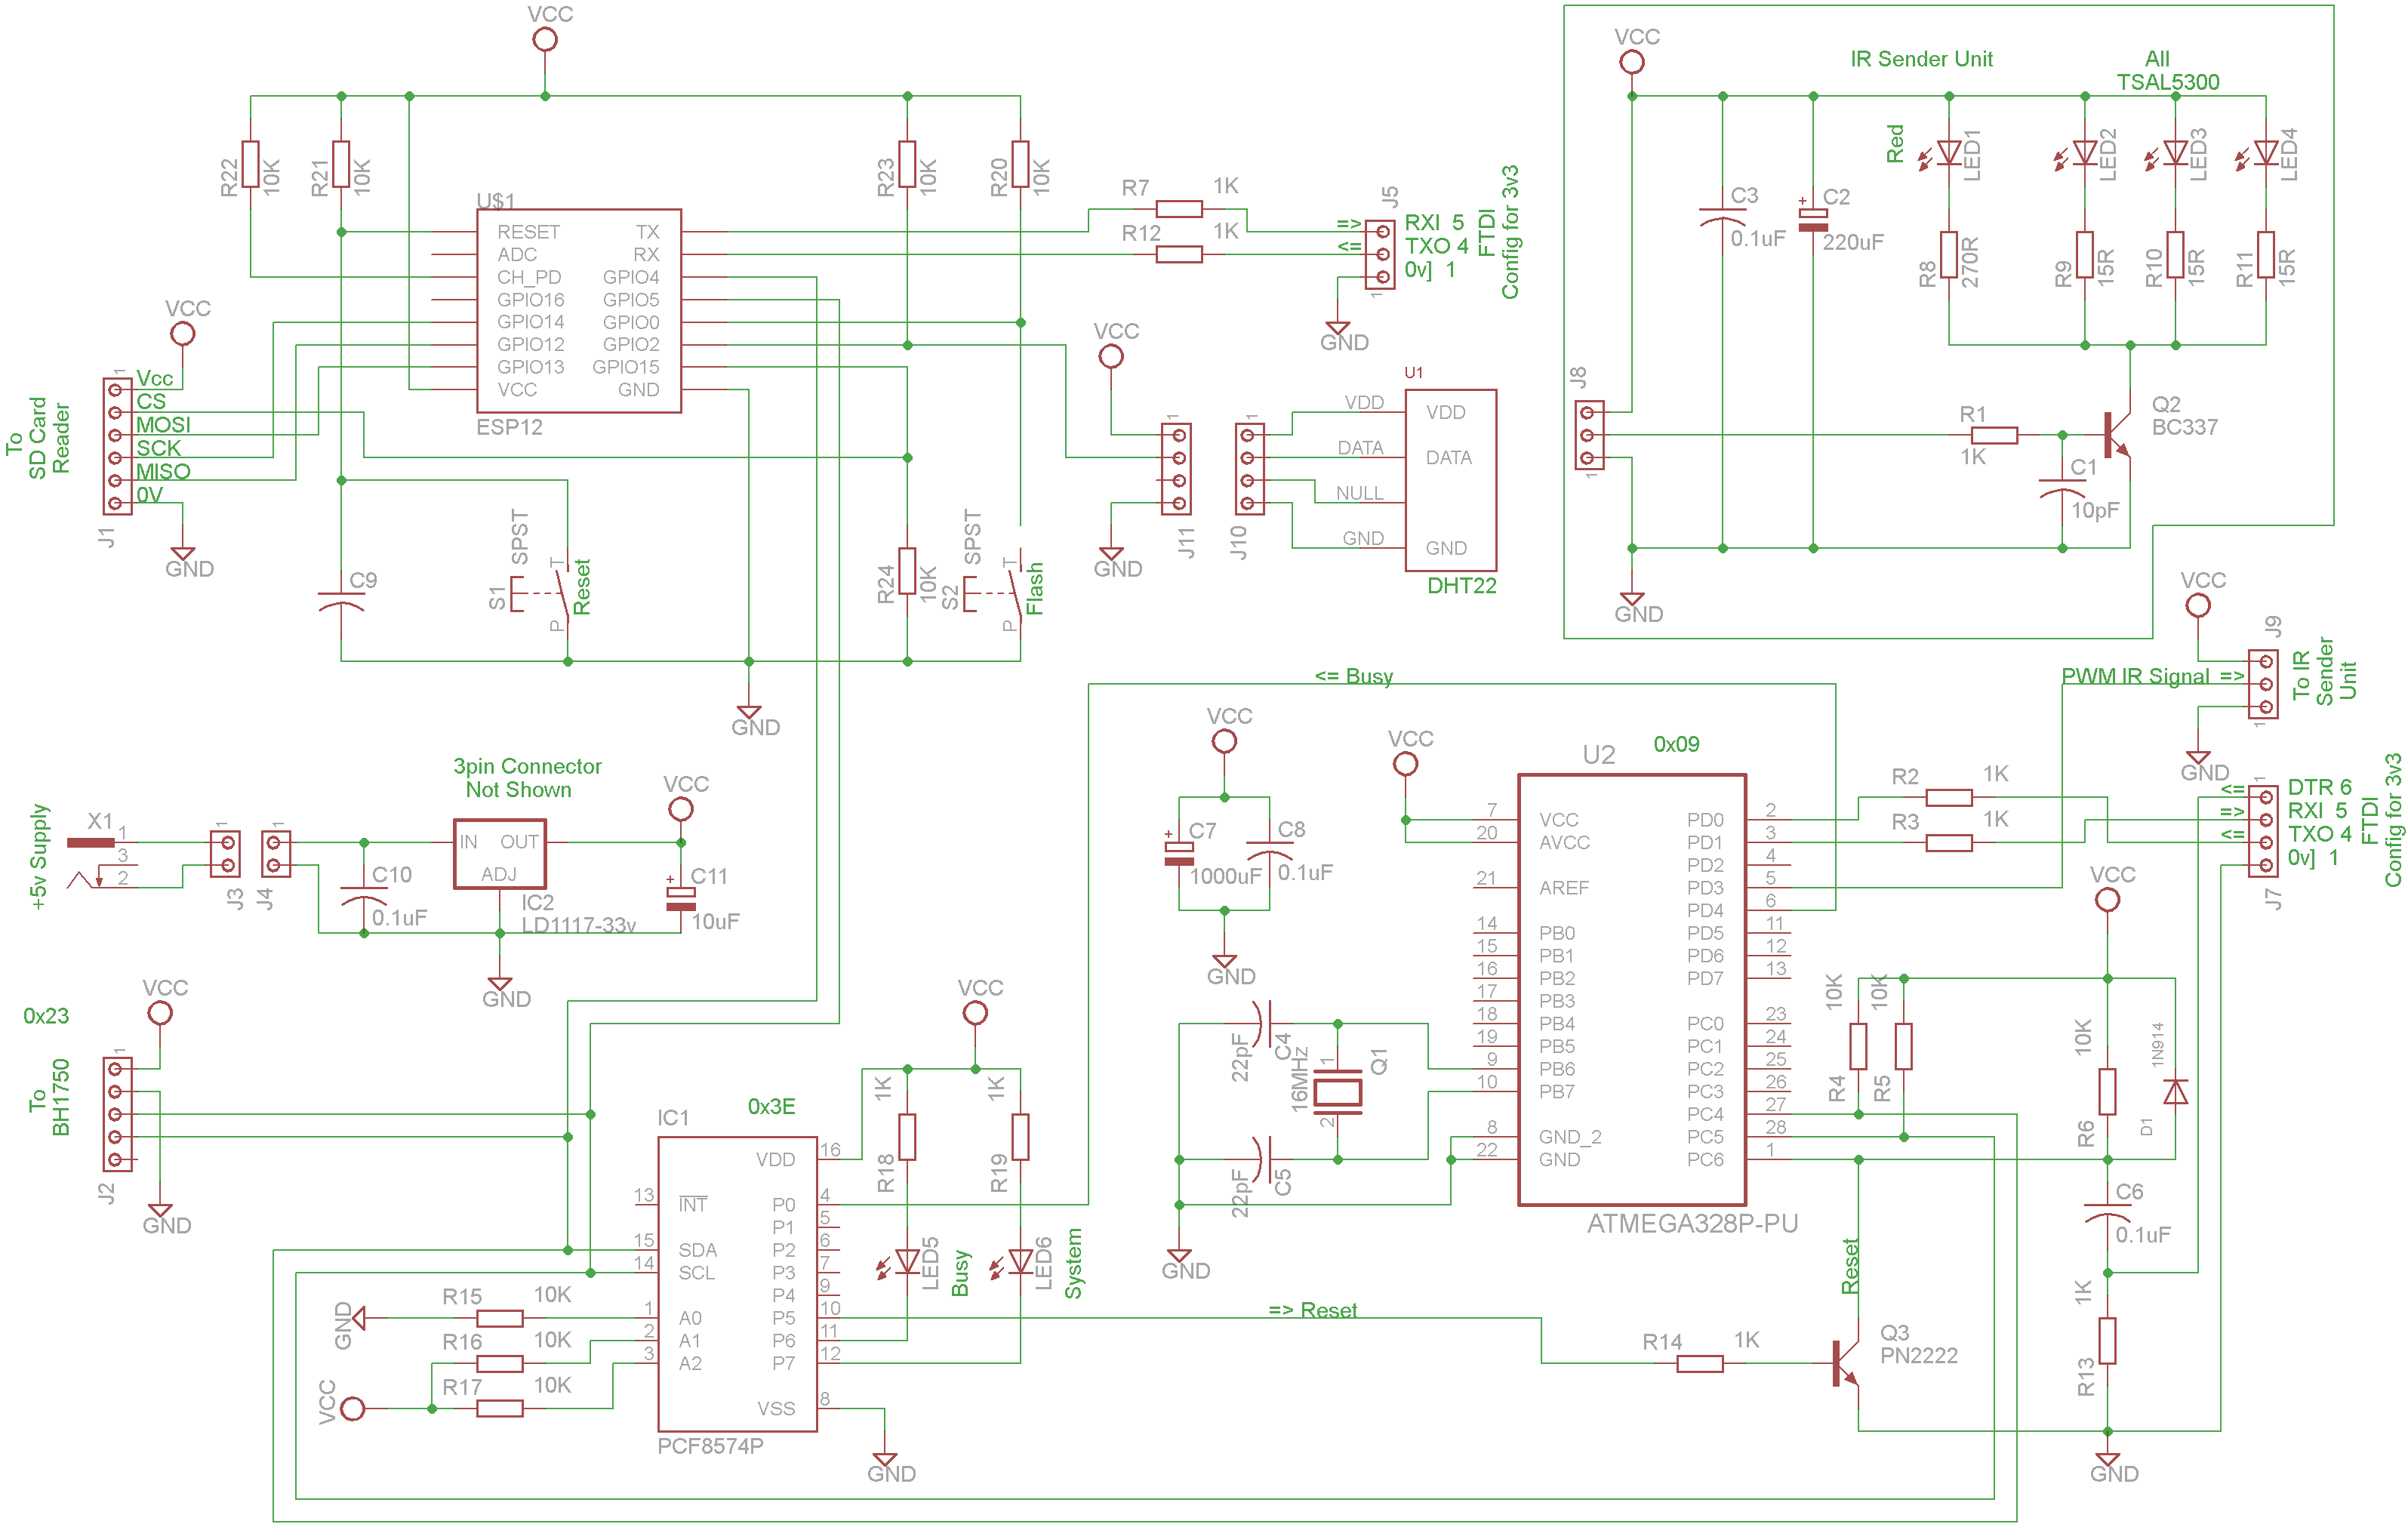 VCC
R22
10K
R21
10K
R23
10K
R20
10K
U$1
RESET
ADC
CH_PD
GPIO16
GPIO14
GPIO12
GPIO13
VCC
TX
RX
GPIO4
GPIO5
GPIO0
GPIO2
GPIO15
GND
ESP12
R7
1K
R12
1K
J5
=>
<=
RXI 5
TXO 4
0v] 1
1
FTDI
Config for 3v3
GND
VCC
To
SD Card
Reader
1
Vcc
CS
MOSI
SCK
MISO
0V
J1
GND
C9
S1
SPST
T
P
Reset
R24
10K
S2
SPST
T
P
Flash
GND
VCC
1
J11
GND
1
J10
VDD
DATA
NULL
GND
U1
VDD
DATA
GND
DHT22
VCC
IR Sender Unit
All
TSAL5300
Red
LED1
LED2
LED3
LED4
C3
0.1uF
+
C2
220uF
R8
270R
R9
15R
R10
15R
R11
15R
J8
1
R1
1K
Q2
BC337
C1
10pF
GND
VCC
J9
To IR
Sender
Unit
PWM IR Signal =>
1
GND
<= Busy
+5v Supply
X1
1
3
2
1
J3
1
J4
C10
0.1uF
3pin Connector
Not Shown
IN
OUT
ADJ
IC2
LD1117-33v
VCC
+
C11
10uF
GND
0x23
VCC
To
BH1750
1
J2
GND
VCC
+
C7
1000uF
C8
0.1uF
GND
VCC
U2
0x09
7
VCC
20
AVCC
21
AREF
14
PB0
15
PB1
16
PB2
17
PB3
18
PB4
19
PB5
9
PB6
10
PB7
8
GND_2
22
GND
PD0
2
PD1
3
PD2
4
PD3
5
PD4
6
PD5
11
PD6
12
PD7
13
PC0
23
PC1
24
PC2
25
PC3
26
PC4
27
PC5
28
PC6
1
ATMEGA328P-PU
R2
1K
R3
1K
1
<=
=>
<=
DTR 6
RXI 5
TXO 4
0v] 1
J7
FTDI
Config for 3v3
C4
22pF
C5
22pF
16MHz
1
2
Q1
GND
VCC
R4
10K
R5
10K
R6
10K
1N914
D1
C6
0.1uF
R13
1K
GND
Reset
Q3
PN2222
R14
1K
=> Reset
VCC
R18
1K
R19
1K
LED5
Busy
LED6
System
IC1
0x3E
VDD
16
13
INT
15
SDA
14
SCL
1
A0
2
A1
3
A2
P0
4
P1
5
P2
6
P3
7
P4
9
P5
10
P6
11
P7
12
VSS
8
PCF8574P
GND
GND
R15
10K
R16
10K
R17
10K
VCC